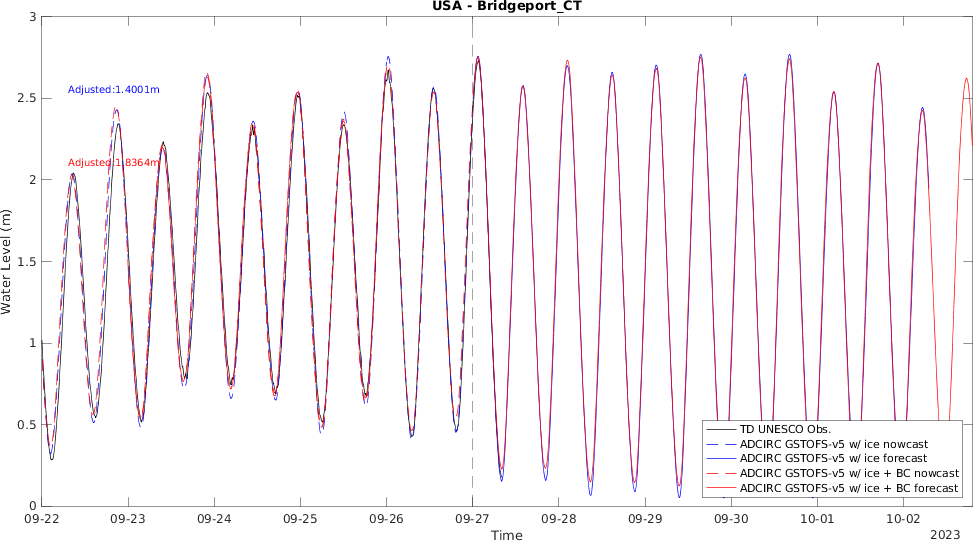 USA - Bridgeport_CT
3
2.5
2
1.5
1
0.5
0
Water Level (m)
Adjusted:1.4001m
Adjusted:1.8364m
TD UNESCO Obs.
ADCIRC GSTOFS-v5 w/ ice nowcast
ADCIRC GSTOFS-v5 w/ ice forecast
ADCIRC GSTOFS-v5 w/ ice + BC nowcast
ADCIRC GSTOFS-v5 w/ ice + BC forecast
09-22 09-23 09-24 09-25 09-26 09-27 09-28 09-29 09-30 10-01 10-02
Time
2023